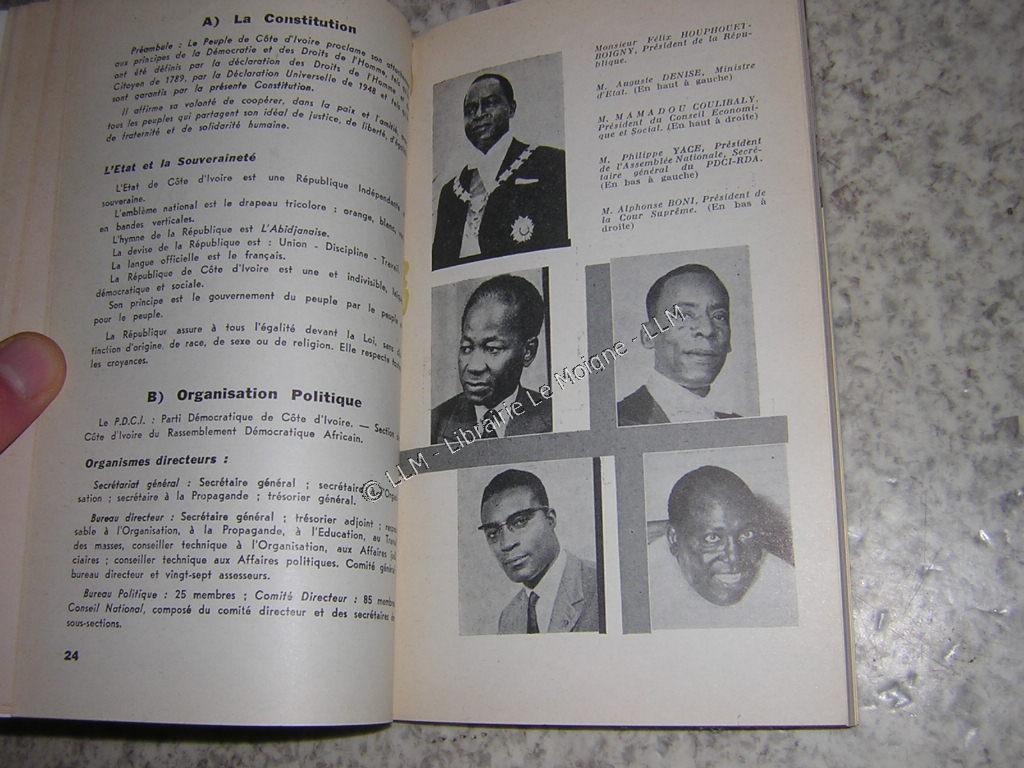 A) La Constitution
Préambule : Le Peuple de Côte d'Ivoire proclame son
aux principes de la Démocratie et des Droits de l'Homme,
ont été définis par la déclaration des Droits de l'Homme
Citoyen de 1789, par la Déclaration Universelle de 1948 et
sont garantis par la présente Constitution.
Il affirme sa volonté de coopérer, dans la paix et
tous les peuples qui partagent son idéal de justice, de liberté,
de fraternité et de solidarité humaine.
L'Etat et la Souveraineté
L'Etat de Côte d'Ivoire est une République Indépendante
souveraine.
L'emblème national est le drapeau tricolore : orange, blanc,
en bandes verticales.
L'hymne de la République est L'Abidjanaise.
La devise de la République est : Union - Discipline - Travail.
La langue officielle est le français.
La République de Côte d'Ivoire est une et indivisible,
démocratique et sociale.
Son principe est le gouvernement du peuple par le peuple
pour le peuple.
La République assure à tous l'égalité devant la Loi, sans
tinction d'origine, de race, de sexe ou de religion. Elle respecte
les croyances.
B) Organisation Politique
Le P.D.C.I. : Parti Démocratique de Côte d'Ivoire. — Section
Côte d'Ivoire du Rassemblement Démocratique Africain.
Organismes directeurs :
Secrétariat général : Secrétaire général ;
sation ; secrétaire à la Propagande ; trésorier général.
Bureau directeur : Secrétaire général ; trésorier adjoint ;
sable à l'Organisation, à la Propagande, à l'Education, au
des masses, conseiller technique à l'Organisation, aux Affaires
ciaires ; conseiller technique aux Affaires politiques. Comité
bureau directeur et vingt-sept assesseurs.
Bureau Politique : 25 membres ; Comité Directeur : 85
Conseil National, composé du comité directeur et des secrétaires
sous-sections.
24
Monsieur Félix HOUPHOUET-
BOIGNY, Président de la Répu-
blique.
M. Auguste DENISE, Ministre
d'Etat. (En haut à gauche)
M. MAMADOU COULIBALY,
Président du Conseil Economi-
que et Social. (En haut à droite)
M. Philippe YACE, Président
de l'Assemblée Nationale, Secré-
taire général du PDCI-RDA.
(En bas à gauche)
M. Alphonse BONI, Président de
la Cour Suprême. (En bas à
droite)
© LLM - Librairie Le Moigne - LLM